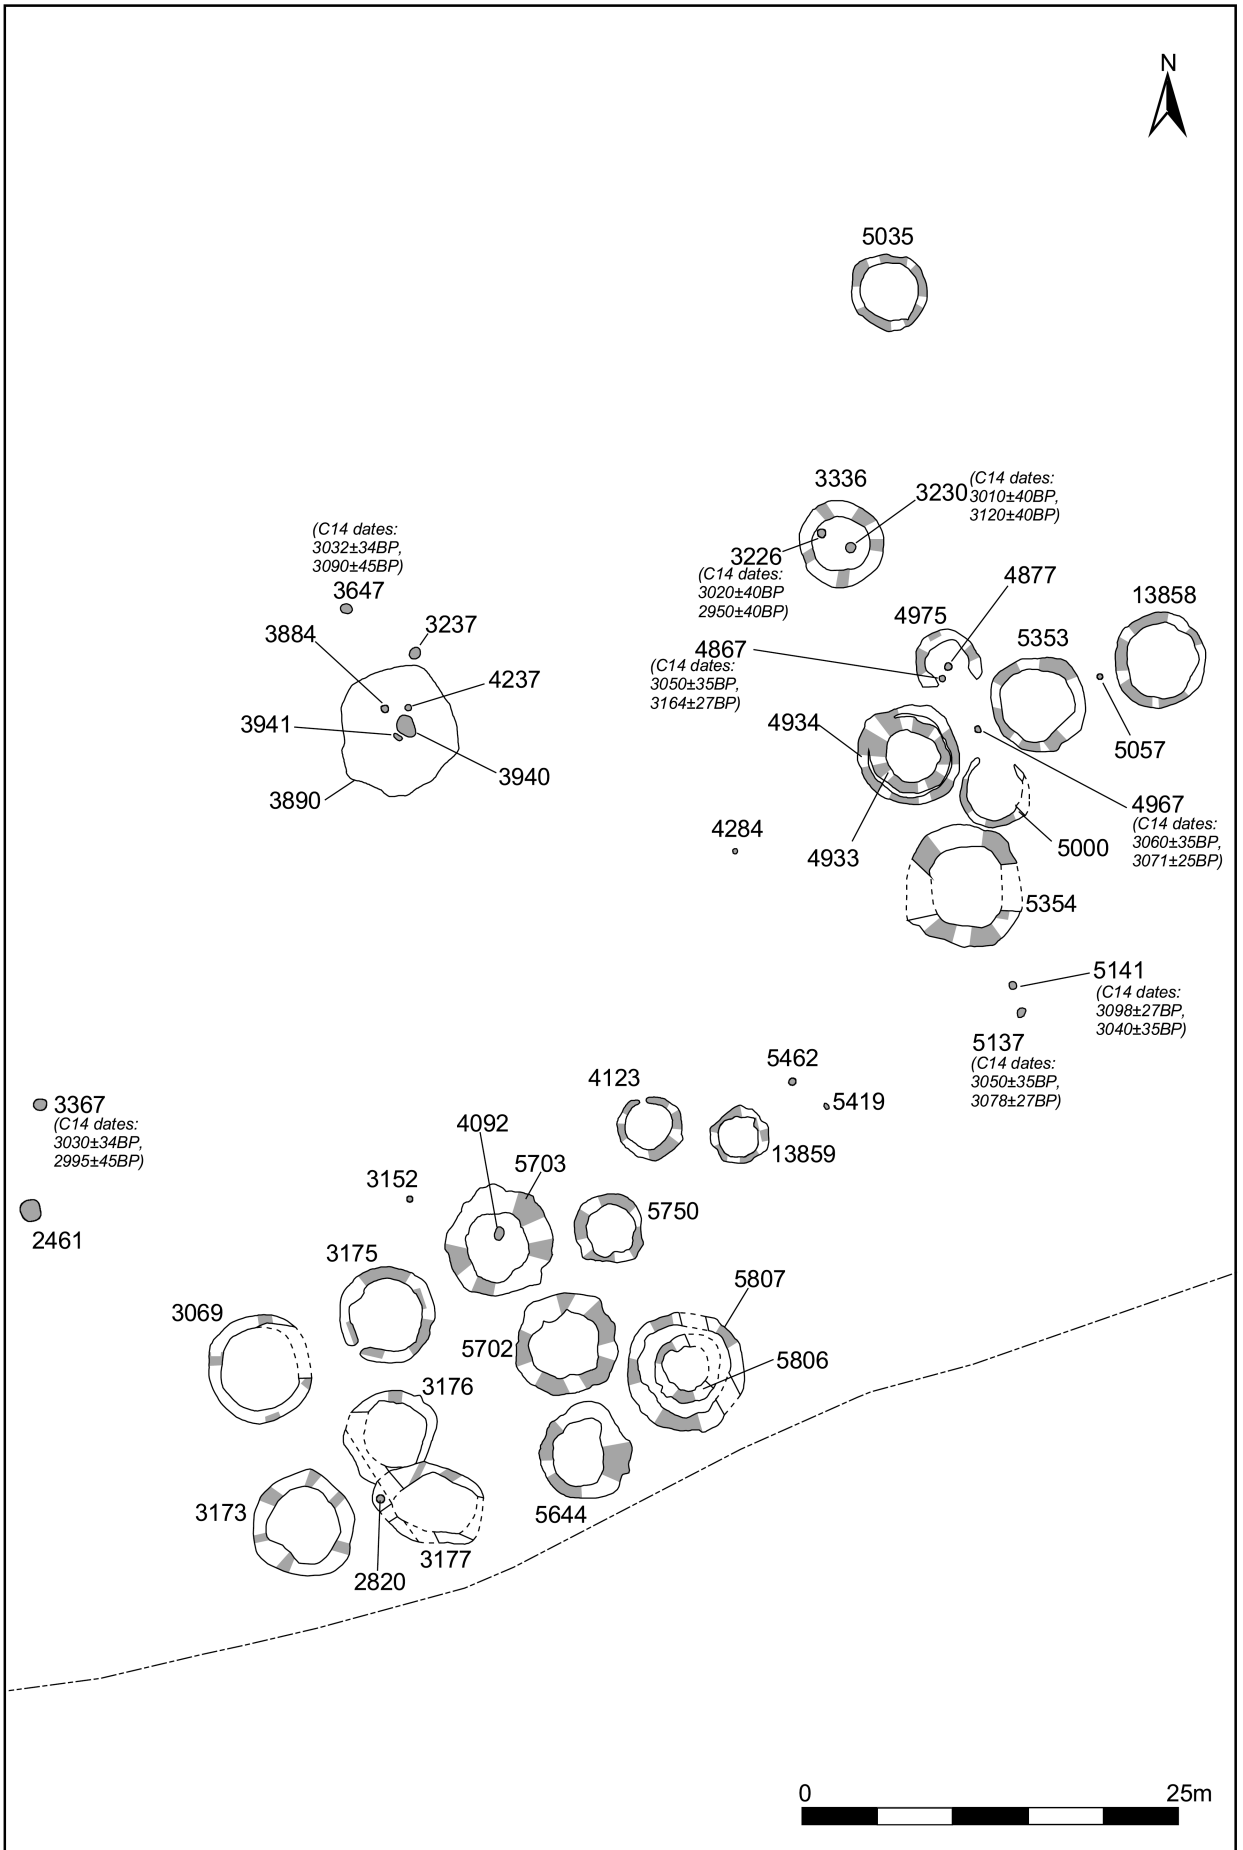 N
5035
3336
3230
(C14 dates:
3010±40BP,
3120±40BP)
3226
(C14 dates:
3020±40BP
2950±40BP)
(C14 dates:
3032±34BP,
3090±45BP)
3647
3237
3884
4237
3941
3940
3890
4877
4975
4867
(C14 dates:
3050±35BP,
3164±27BP)
5353
13858
5057
4934
4933
4967
(C14 dates:
3060±35BP,
3071±25BP)
5000
4284
5354
5141
(C14 dates:
3098±27BP,
3040±35BP)
5137
(C14 dates:
3050±35BP,
3078±27BP)
5462
5419
4123
13859
3367
(C14 dates:
3030±34BP,
2995±45BP)
2461
4092
5703
3152
5750
3175
5807
3069
5702
5806
3176
3173
5644
3177
2820
0
25m